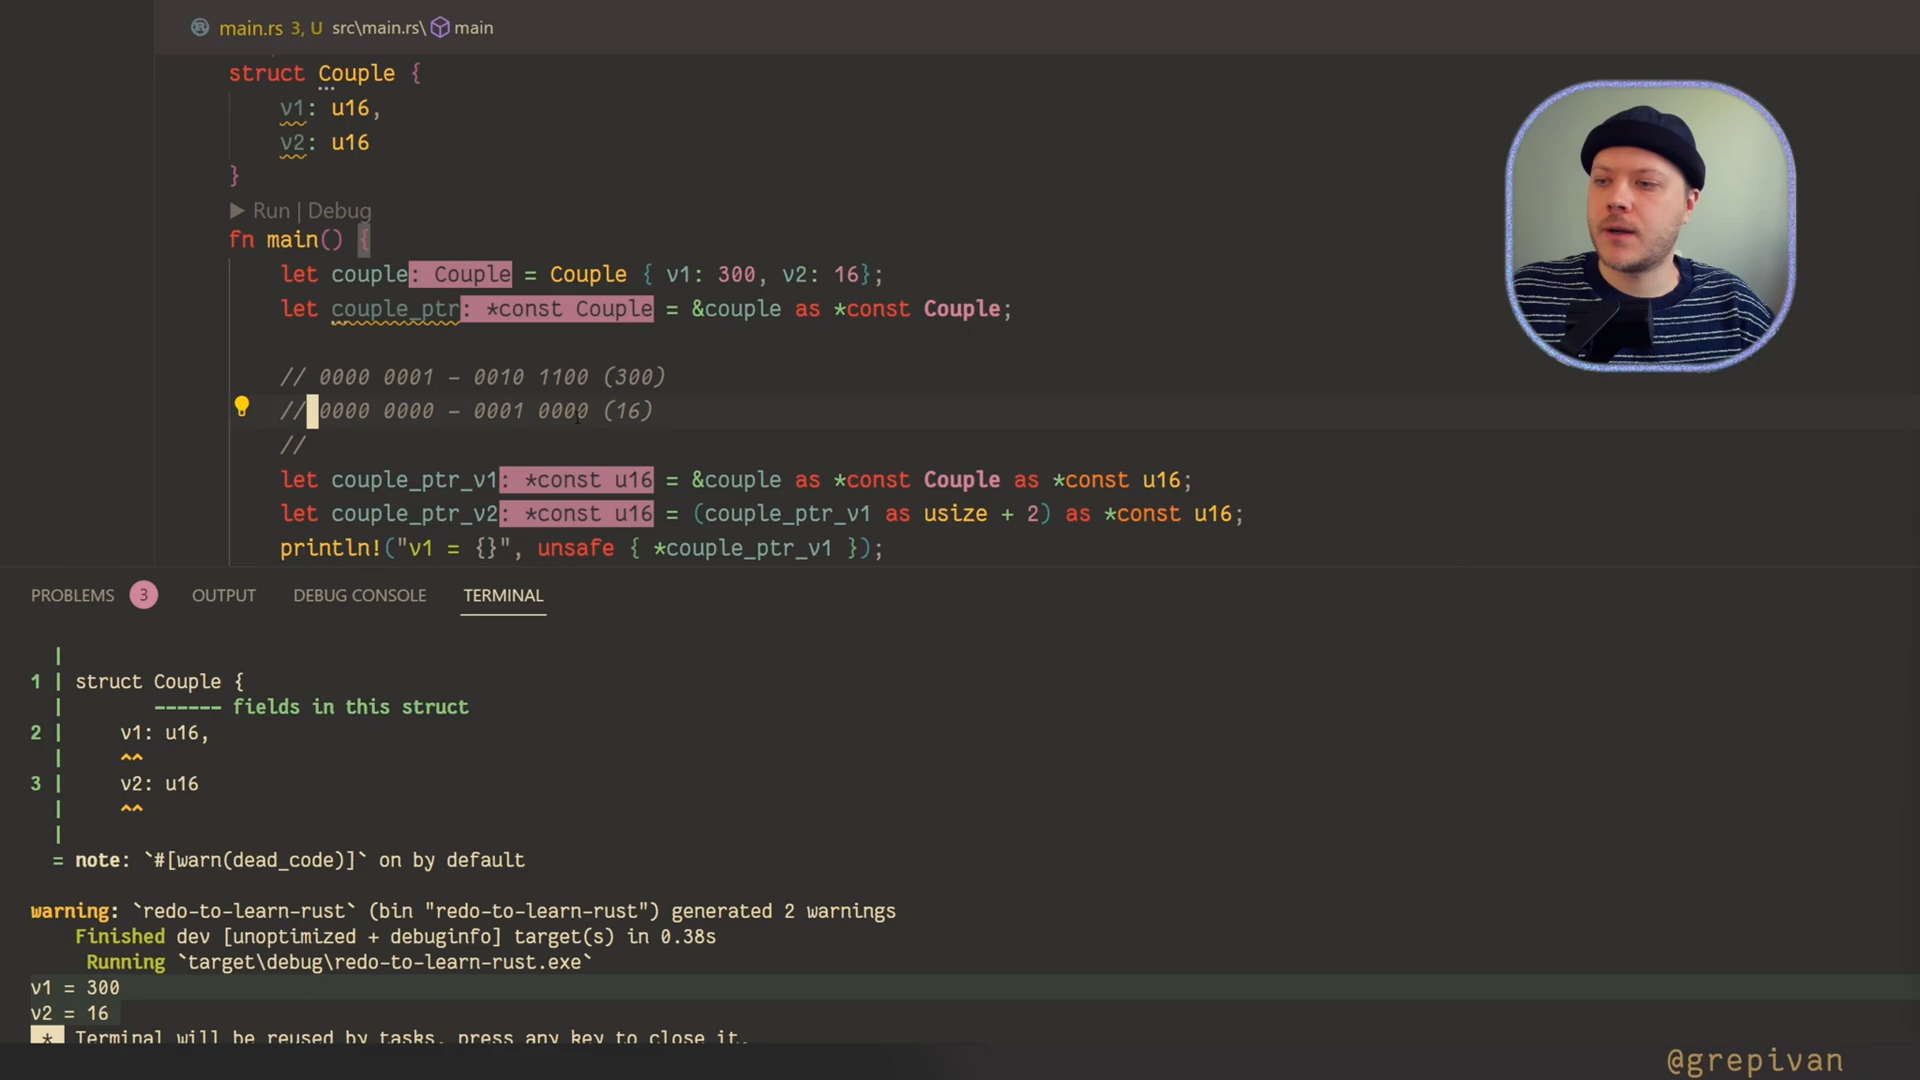 main.rs 3, U src\main.rs\ main
struct Couple {
v1: u16,
v2: u16
}
Run | Debug
fn main() {
let couple: Couple = Couple { v1: 300, v2: 16};
let couple_ptr: *const Couple = &couple as *const Couple;
// 0000 0001 - 0010 1100 (300)
// 0000 0000 - 0001 0000 (16)
//
let couple_ptr_v1: *const u16 = &couple as *const Couple as *const u16;
let couple_ptr_v2: *const u16 = (couple_ptr_v1 as usize + 2) as *const u16;
println!("v1 = {}", unsafe { *couple_ptr_v1 });
PROBLEMS 3 OUTPUT DEBUG CONSOLE TERMINAL
|
1 | struct Couple {
| ------ fields in this struct
2 | v1: u16,
| ^^
3 | v2: u16
| ^^
|
= note: `#[warn(dead_code)]` on by default
warning: `redo-to-learn-rust` (bin "redo-to-learn-rust") generated 2 warnings
Finished dev [unoptimized + debuginfo] target(s) in 0.38s
Running `target\debug\redo-to-learn-rust.exe`
v1 = 300
v2 = 16
* Terminal will be reused by tasks, press any key to close it.
@grepivan